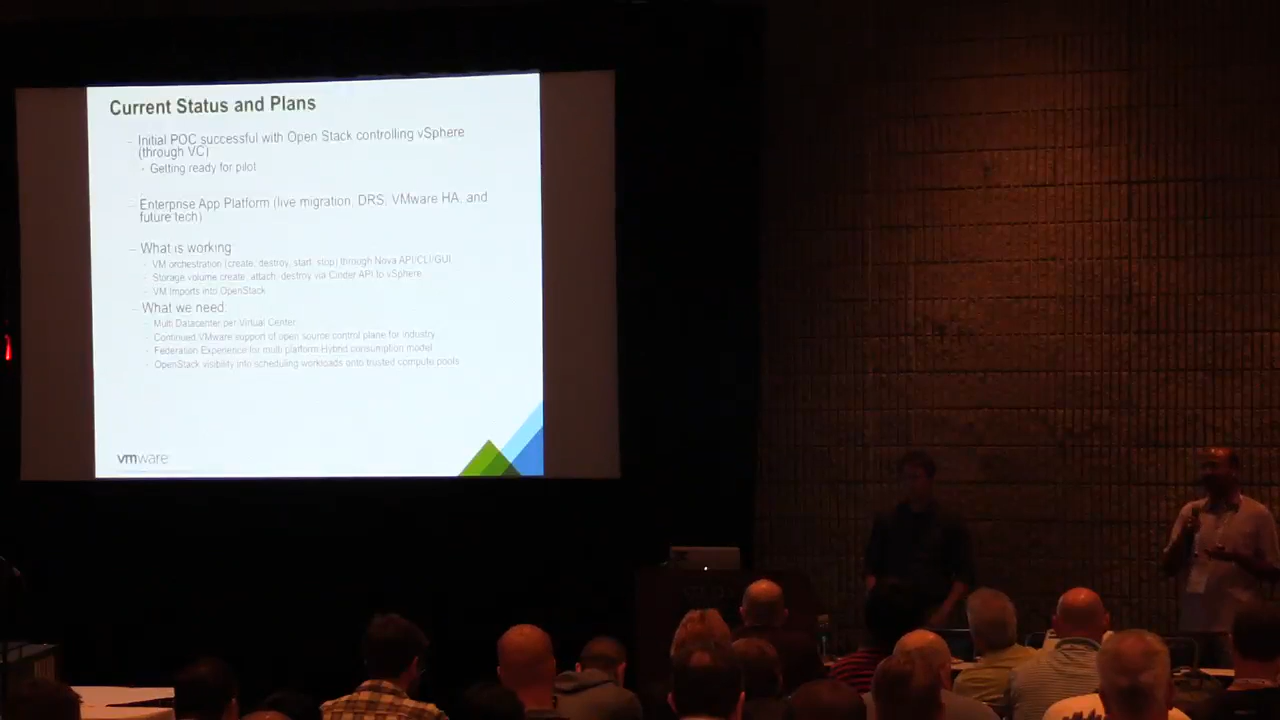 Current Status and Plans
– Initial POC successful with Open Stack controlling vSphere
(through VC)
- Getting ready for pilot
– Enterprise App Platform (live migration, DRS, VMware HA, and
future tech)
– What is working
- VM orchestration (create, destroy, start, stop) through Nova API/CLI/GUI
- Storage volume create, attach, destroy via Cinder API to vSphere
- VM Imports into OpenStack
– What we need:
- Multi Datacenter per Virtual Center
- Continued VMware support of open source control plane for Industry
- Federation Experience for multi platform Hybrid consumption model
- OpenStack visibility into scheduling workloads onto trusted compute pools
vmware